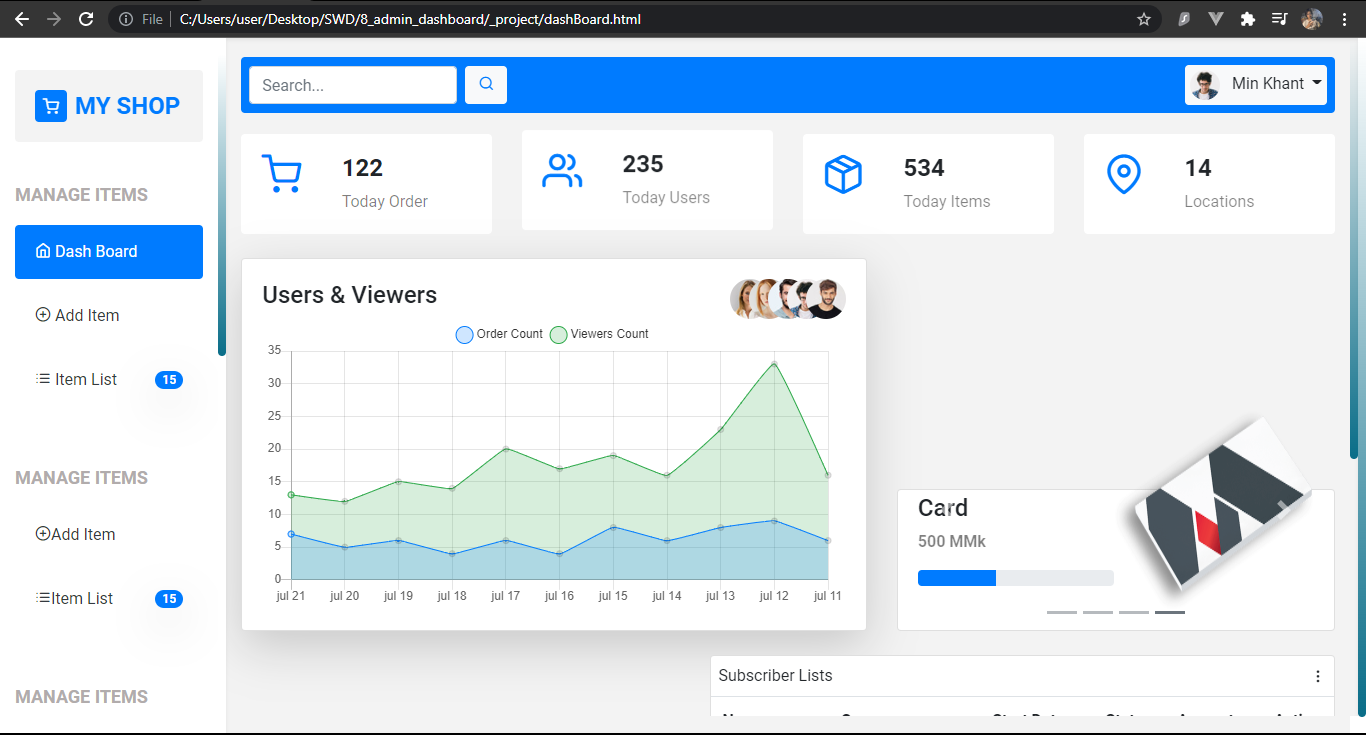 File
C:/Users/user/Desktop/SWD/8_admin_dashboard/_project/dashBoard.html
MY SHOP
MANAGE ITEMS
Dash Board
Add Item
Item List 15
MANAGE ITEMS
Add Item
Item List 15
MANAGE ITEMS
Search...
Min Khant
122
Today Order
235
Today Users
534
Today Items
14
Locations
Users & Viewers
Order Count Viewers Count
35
30
25
20
15
10
5
0
jul 21 jul 20 jul 19 jul 18 jul 17 jul 16 jul 15 jul 14 jul 13 jul 12 jul 11
Card
500 MMk
Subscriber Lists